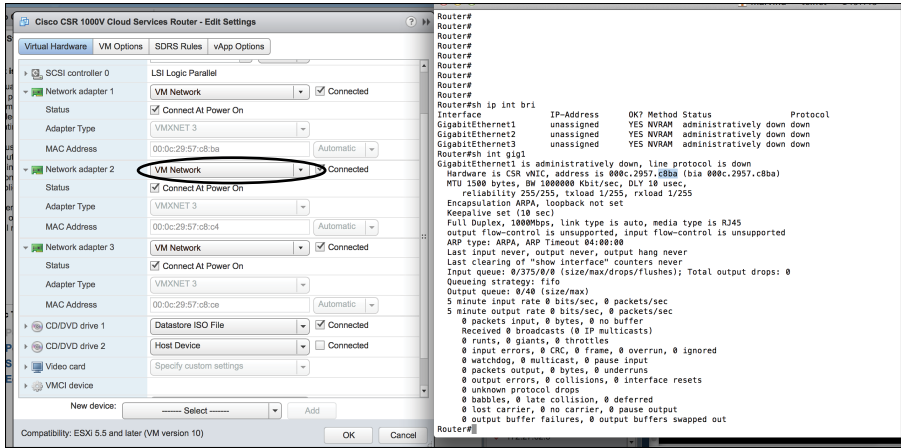 Cisco CSR 1000V Cloud Services Router - Edit Settings
Virtual Hardware VM Options SDRS Rules vApp Options
SCSI controller 0 LSI Logic Parallel
Network adapter 1 VM Network Connected
Status Connect At Power On
Adapter Type VMXNET 3
MAC Address 00:0c:29:57:c8:ba Automatic
Network adapter 2 VM Network Connected
Status Connect At Power On
Adapter Type VMXNET 3
MAC Address 00:0c:29:57:c8:c4 Automatic
Network adapter 3 VM Network Connected
Status Connect At Power On
Adapter Type VMXNET 3
MAC Address 00:0c:29:57:c8:ce Automatic
CD/DVD drive 1 Datastore ISO File Connected
CD/DVD drive 2 Host Device Connected
Video card Specify custom settings
VMCI device
New device: ------- Select ------- Add
Compatibility: ESXi 5.5 and later (VM version 10) OK Cancel
Router#
Router#
Router#
Router#
Router#
Router#
Router#
Router#
Router#sh ip int bri
Interface IP-Address OK? Method Status Protocol
GigabitEthernet1 unassigned YES NVRAM administratively down down
GigabitEthernet2 unassigned YES NVRAM administratively down down
GigabitEthernet3 unassigned YES NVRAM administratively down down
Router#sh int gig1
GigabitEthernet1 is administratively down, line protocol is down
Hardware is CSR vNIC, address is 000c.2957.c8ba (bia 000c.2957.c8ba)
MTU 1500 bytes, BW 1000000 Kbit/sec, DLY 10 usec,
reliability 255/255, txload 1/255, rxload 1/255
Encapsulation ARPA, loopback not set
Keepalive set (10 sec)
Full Duplex, 1000Mbps, link type is auto, media type is RJ45
output flow-control is unsupported, input flow-control is unsupported
ARP type: ARPA, ARP Timeout 04:00:00
Last input never, output never, output hang never
Last clearing of "show interface" counters never
Input queue: 0/375/0/0 (size/max/drops/flushes); Total output drops: 0
Queueing strategy: fifo
Output queue: 0/40 (size/max)
5 minute input rate 0 bits/sec, 0 packets/sec
5 minute output rate 0 bits/sec, 0 packets/sec
0 packets input, 0 bytes, 0 no buffer
Received 0 broadcasts (0 IP multicasts)
0 runts, 0 giants, 0 throttles
0 input errors, 0 CRC, 0 frame, 0 overrun, 0 ignored
0 watchdog, 0 multicast, 0 pause input
0 packets output, 0 bytes, 0 underruns
0 output errors, 0 collisions, 0 interface resets
0 unknown protocol drops
0 babbles, 0 late collision, 0 deferred
0 lost carrier, 0 no carrier, 0 pause output
0 output buffer failures, 0 output buffers swapped out
Router#